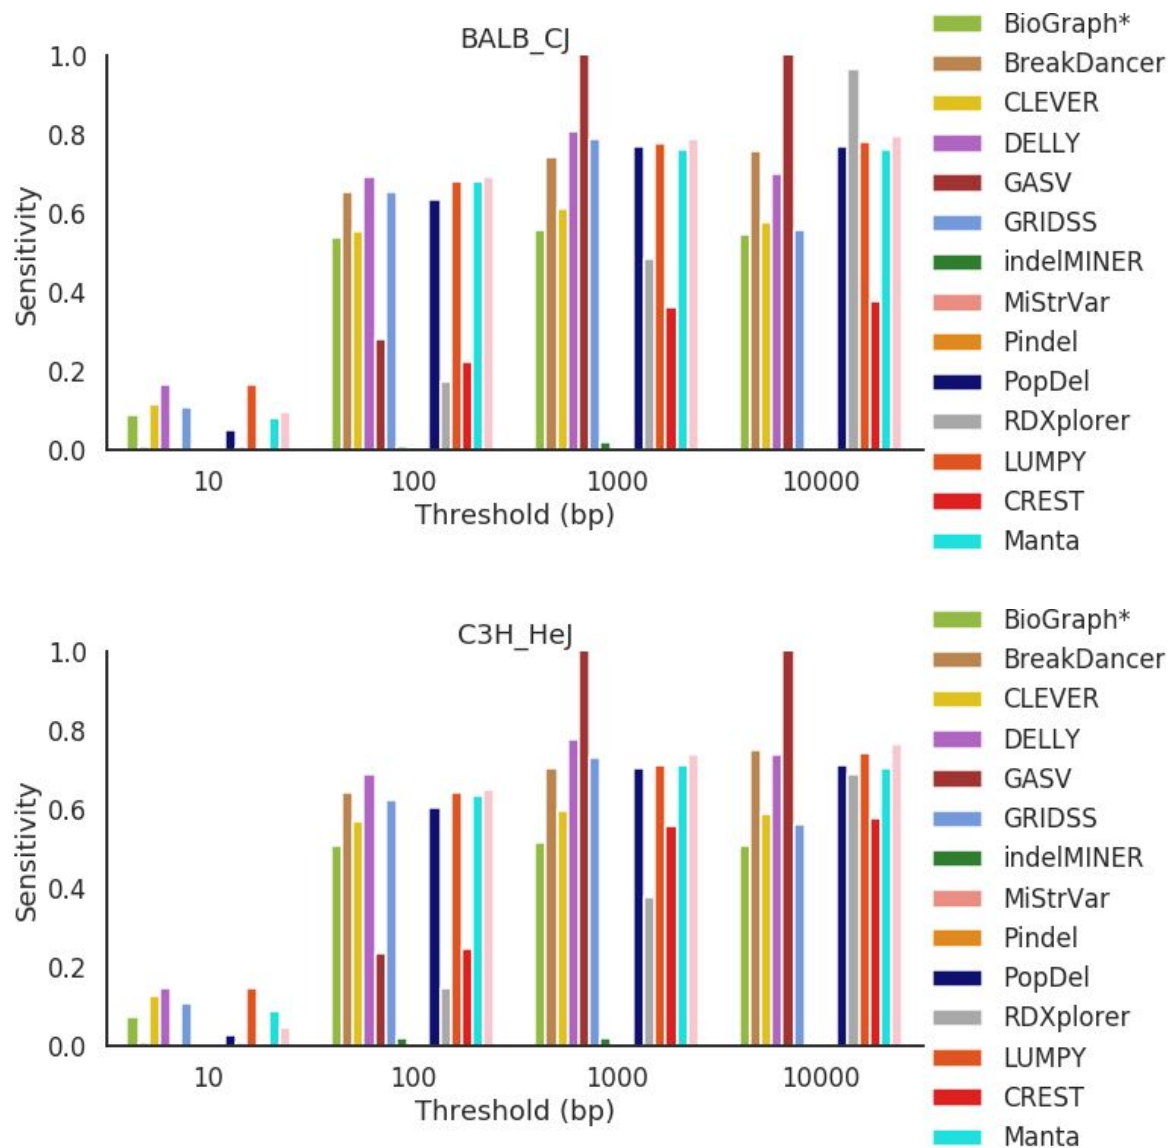 BALB_CJ
Sensitivity
1.0
0.8
0.6
0.4
0.2
0.0
10 100 1000 10000
Threshold (bp)
BioGraph*
BreakDancer
CLEVER
DELLY
GASV
GRIDSS
indelMINER
MiStrVar
Pindel
PopDel
RDXplorer
LUMPY
CREST
Manta
C3H_HeJ
Sensitivity
1.0
0.8
0.6
0.4
0.2
0.0
10 100 1000 10000
Threshold (bp)
BioGraph*
BreakDancer
CLEVER
DELLY
GASV
GRIDSS
indelMINER
MiStrVar
Pindel
PopDel
RDXplorer
LUMPY
CREST
Manta